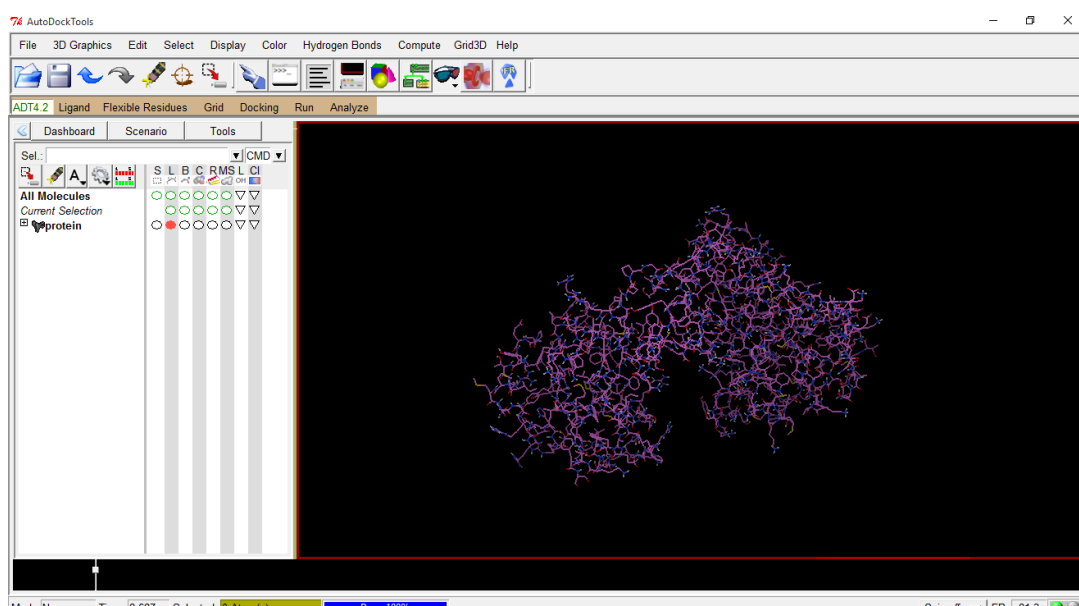 AutoDockTools
File 3D Graphics Edit Select Display Color Hydrogen Bonds Compute Grid3D Help
ADT4.2 Ligand Flexible Residues Grid Docking Run Analyze
Dashboard Scenario Tools
Sel.: CMD
S L B C R MS L Cl
All Molecules
Current Selection
protein